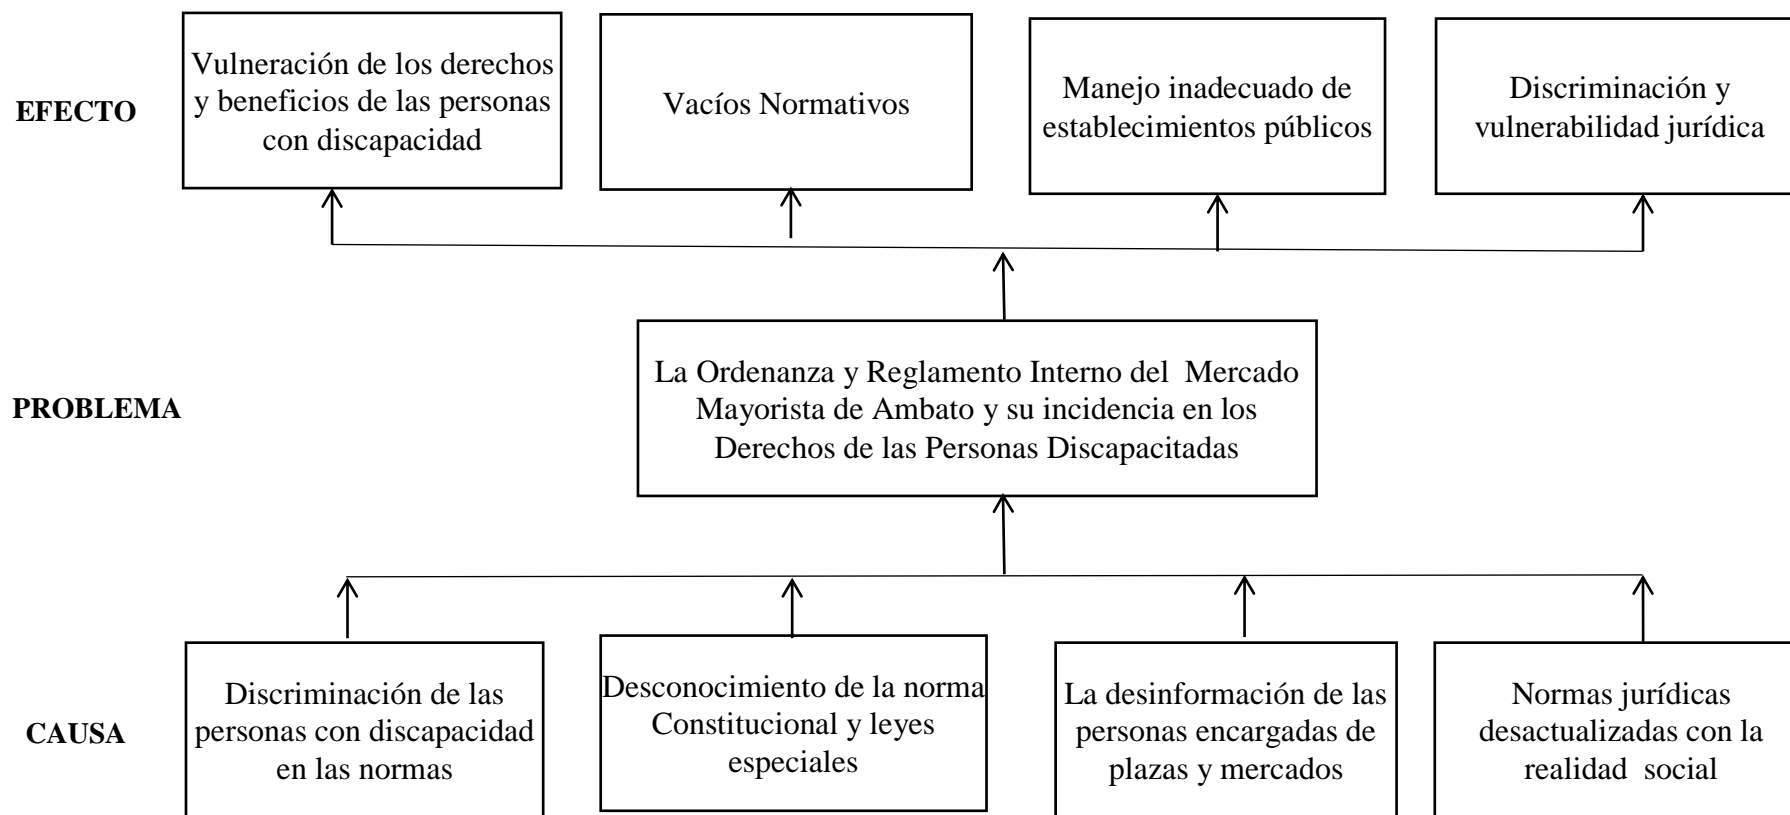 EFECTO
Vulneración de los derechos
y beneficios de las personas
con discapacidad
Vacíos Normativos
Manejo inadecuado de
establecimientos públicos
Discriminación y
vulnerabilidad jurídica
PROBLEMA
La Ordenanza y Reglamento Interno del Mercado
Mayorista de Ambato y su incidencia en los
Derechos de las Personas Discapacitadas
CAUSA
Discriminación de las
personas con discapacidad
en las normas
Desconocimiento de la norma
Constitucional y leyes
especiales
La desinformación de las
personas encargadas de
plazas y mercados
Normas jurídicas
desactualizadas con la
realidad social